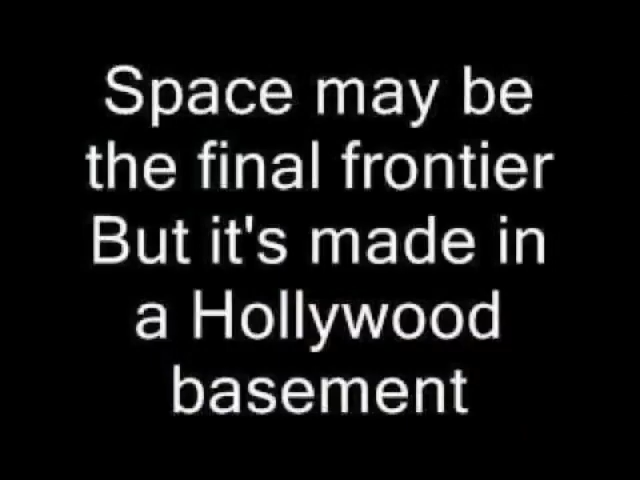 Space may be
the final frontier
But it's made in
a Hollywood
basement